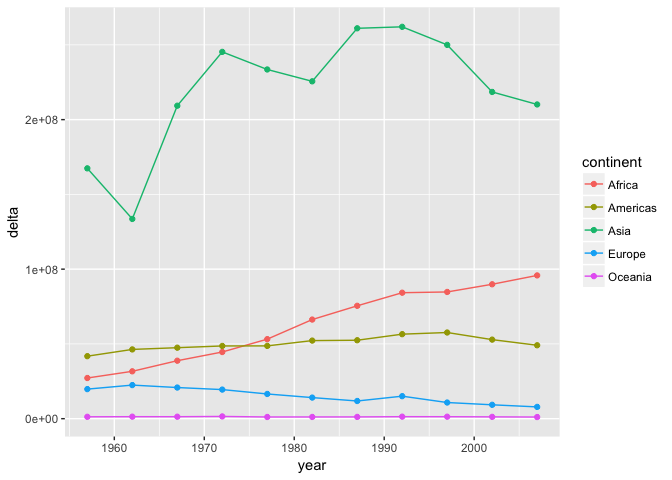 delta
2e+08
1e+08
0e+00
1960 1970 1980 1990 2000
year
continent
Africa
Americas
Asia
Europe
Oceania